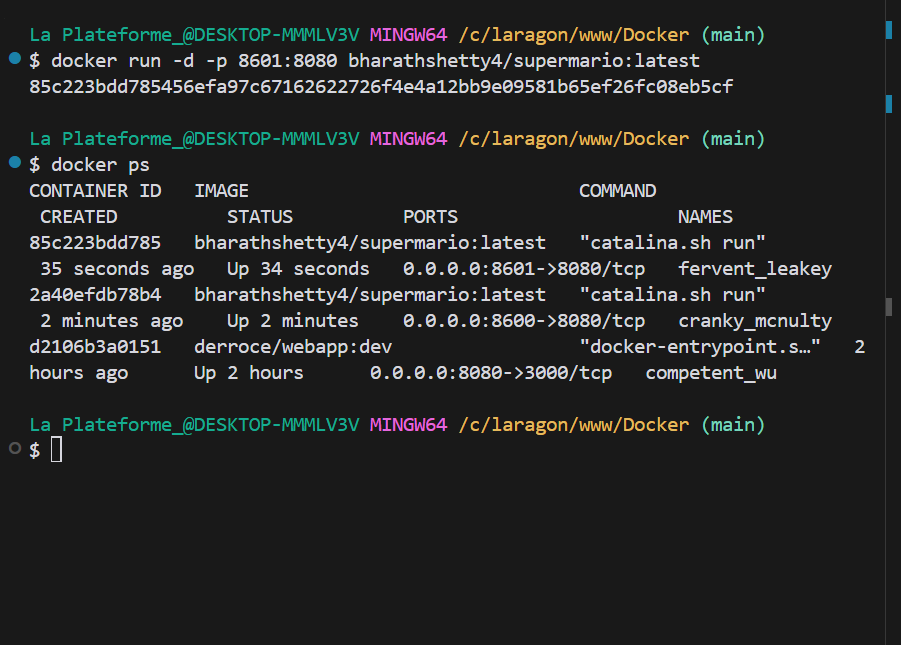 La Plateforme_@DESKTOP-MMMLV3V MINGW64 /c/laragon/www/Docker (main)
$ docker run -d -p 8601:8080 bharathshetty4/supermario:latest
85c223bdd785456efa97c67162622726f4e4a12bb9e09581b65ef26fc08eb5cf
La Plateforme_@DESKTOP-MMMLV3V MINGW64 /c/laragon/www/Docker (main)
$ docker ps
CONTAINER ID   IMAGE                              COMMAND
 CREATED          STATUS          PORTS                    NAMES
85c223bdd785   bharathshetty4/supermario:latest   "catalina.sh run"
 35 seconds ago   Up 34 seconds   0.0.0.0:8601->8080/tcp   fervent_leakey
2a40efdb78b4   bharathshetty4/supermario:latest   "catalina.sh run"
 2 minutes ago    Up 2 minutes    0.0.0.0:8600->8080/tcp   cranky_mcnulty
d2106b3a0151   derroce/webapp:dev                 "docker-entrypoint.s…"   2
hours ago      Up 2 hours      0.0.0.0:8080->3000/tcp   competent_wu
La Plateforme_@DESKTOP-MMMLV3V MINGW64 /c/laragon/www/Docker (main)
$